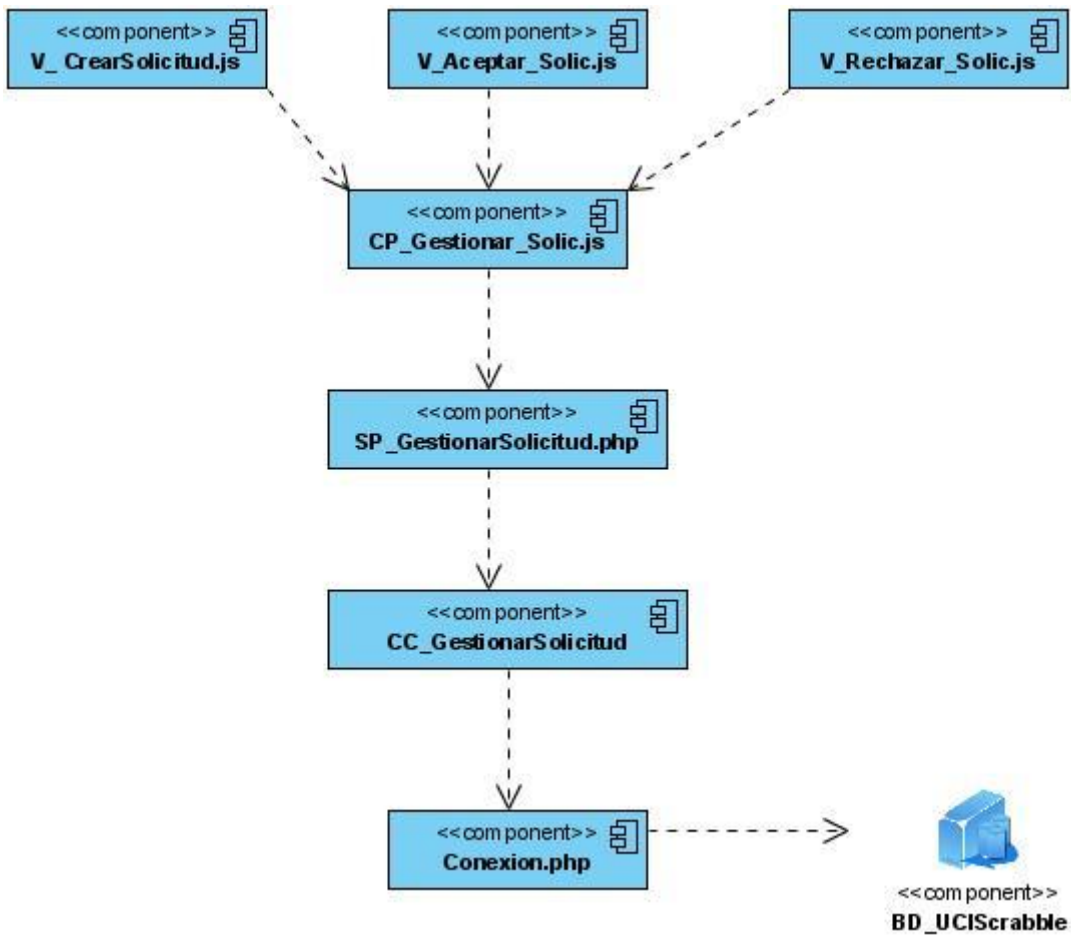 <<component>>
V_ CrearSolicitud.js
<<component>>
V_Aceptar_Solic.js
<<component>>
V_Rechazar_Solic.js
<<component>>
CP_Gestionar_Solic.js
<<component>>
SP_GestionarSolicitud.php
<<component>>
CC_GestionarSolicitud
<<component>>
Conexion.php
<<component>>
BD_UCIScrabble